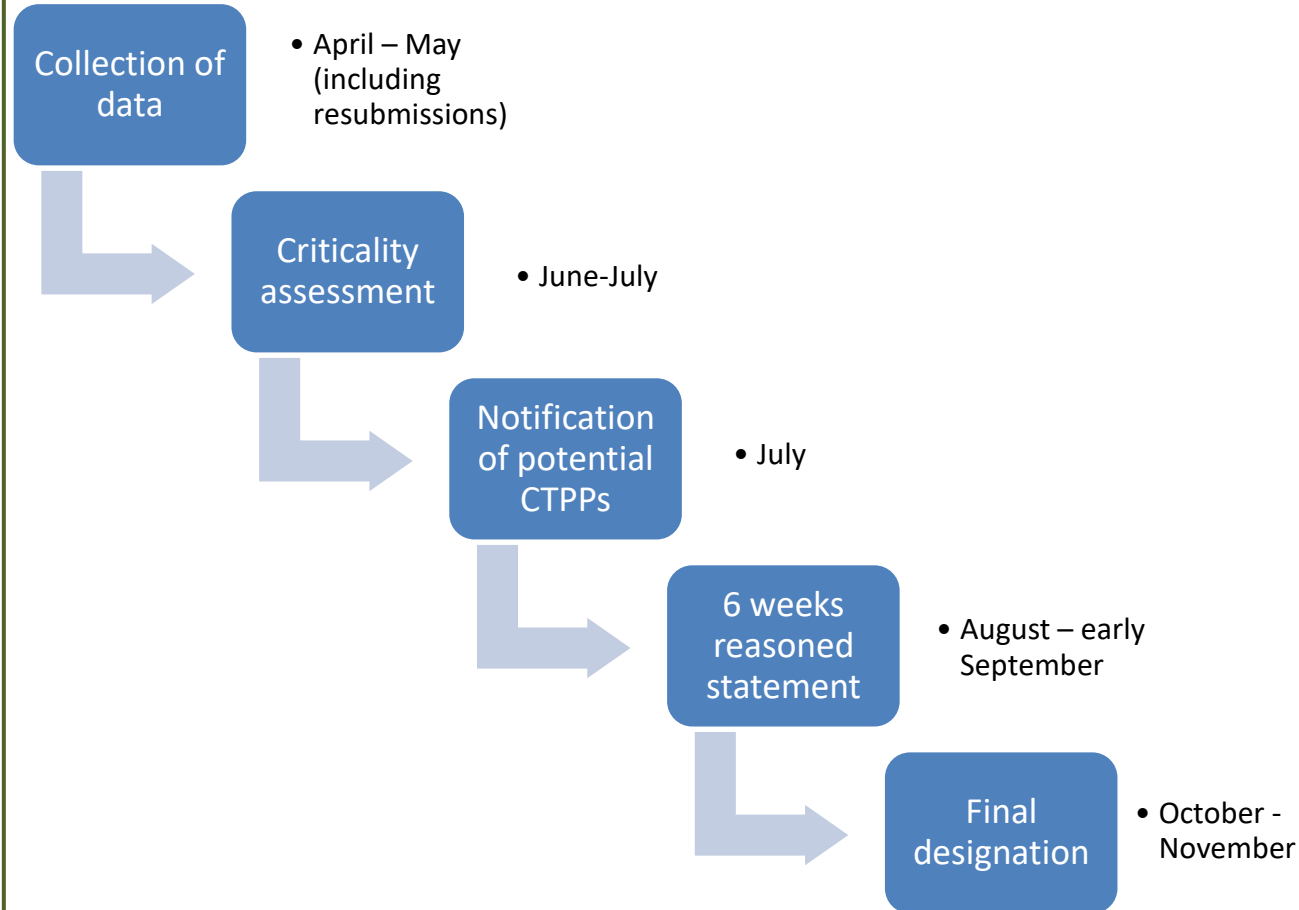 Collection of
data
• April – May
(including
resubmissions)
Criticality
assessment
• June-July
Notification
of potential
CTPPs
• July
6 weeks
reasoned
statement
• August – early
September
Final
designation
• October -
November